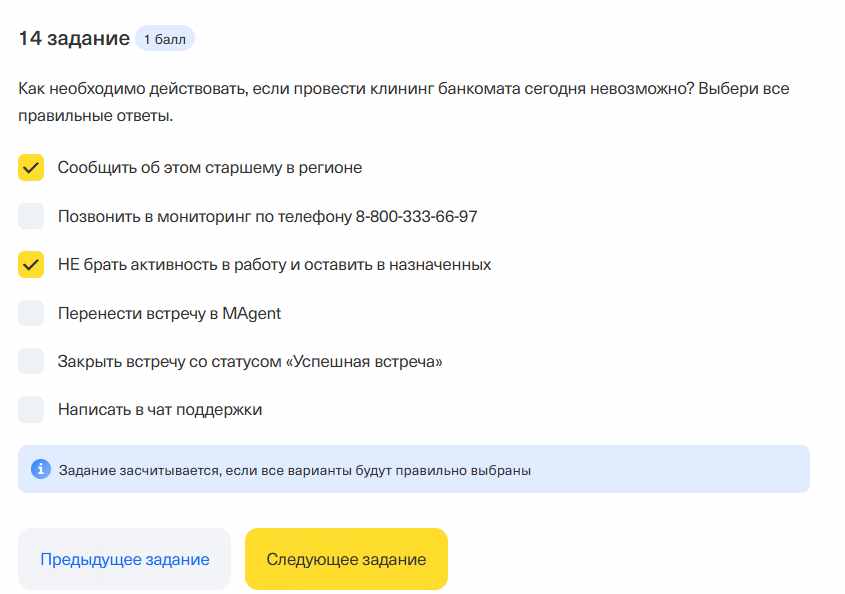 14 задание 1 балл
Как необходимо действовать, если провести клининг банкомата сегодня невозможно? Выбери все
правильные ответы.
Сообщить об этом старшему в регионе
Позвонить в мониторинг по телефону 8-800-333-66-97
НЕ брать активность в работу и оставить в назначенных
Перенести встречу в MAgent
Закрыть встречу со статусом «Успешная встреча»
Написать в чат поддержки
Задание засчитывается, если все варианты будут правильно выбраны
Предыдущее задание Следующее задание